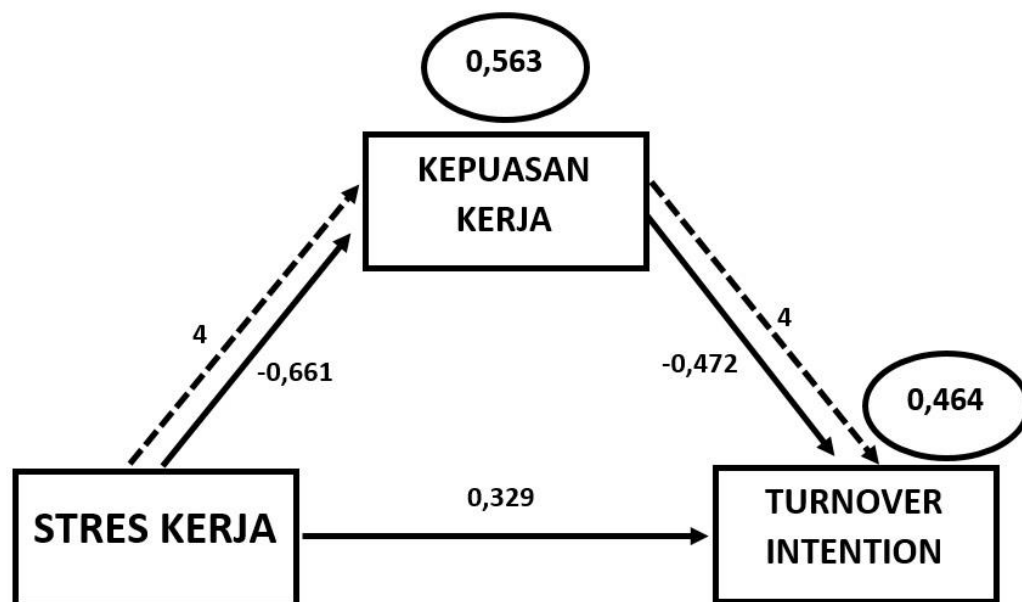 0,563
KEPUASAN
KERJA
4
4
-0,661
-0,472
0,464
0,329
STRES KERJA
TURNOVER
INTENTION